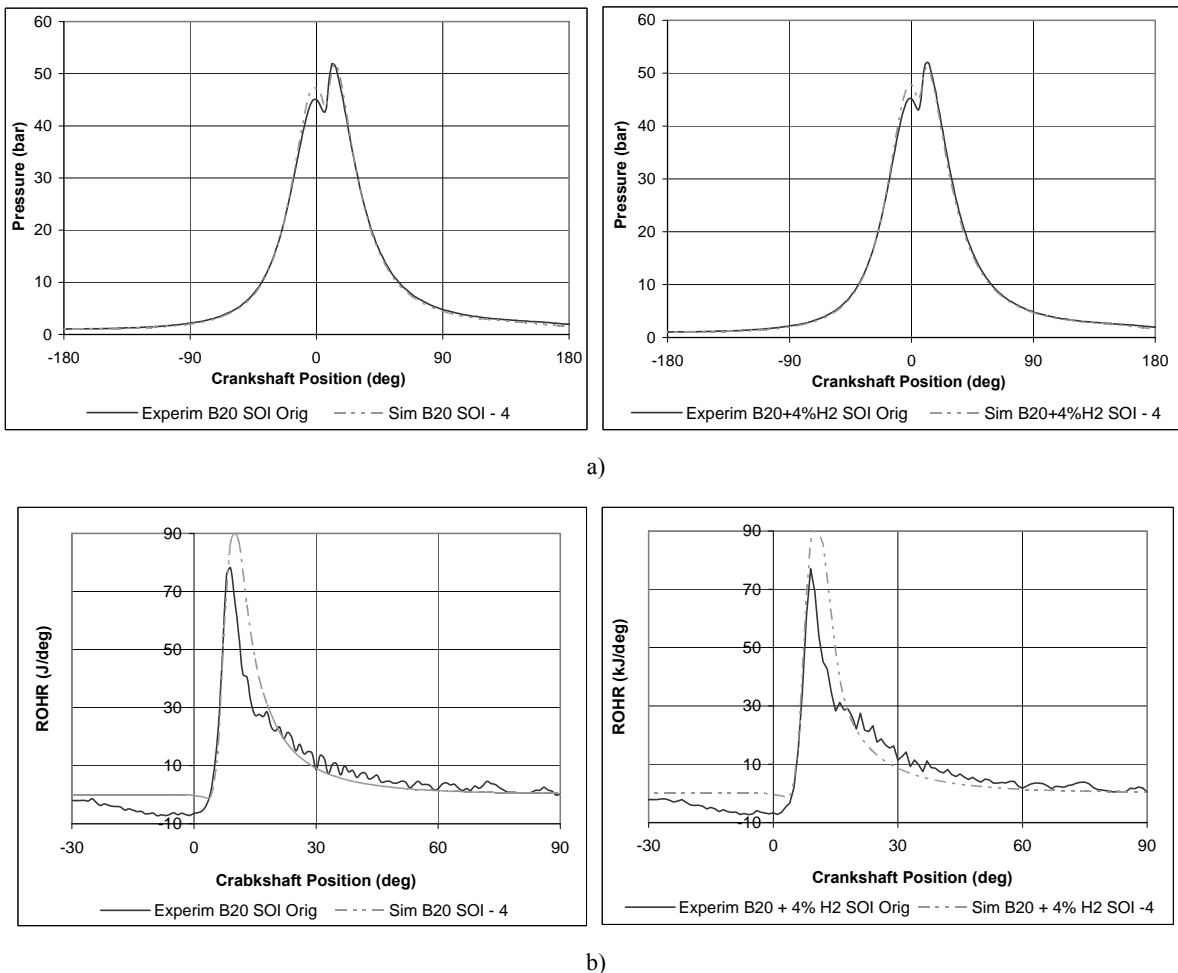 60
50
40
30
20
10
0
-180
-90
0
90
180
Pressure (bar)
Crankshaft Position (deg)
Experim B20 SOI Orig
Sim B20 SOI - 4
60
50
40
30
20
10
0
-180
-90
0
90
180
Pressure (bar)
Crankshaft Position (deg)
Experim B20+4%H2 SOI Orig
Sim B20+4%H2 SOI - 4
a)
90
70
50
30
10
-10
-30
0
30
60
90
ROHR (J/deg)
Crabkshaft Position (deg)
Experim B20 SOI Orig
Sim B20 SOI - 4
90
70
50
30
10
-10
-30
0
30
60
90
ROHR (kJ/deg)
Crankshaft Position (deg)
Experim B20 + 4% H2 SOI Orig
Sim B20 + 4% H2 SOI -4
b)